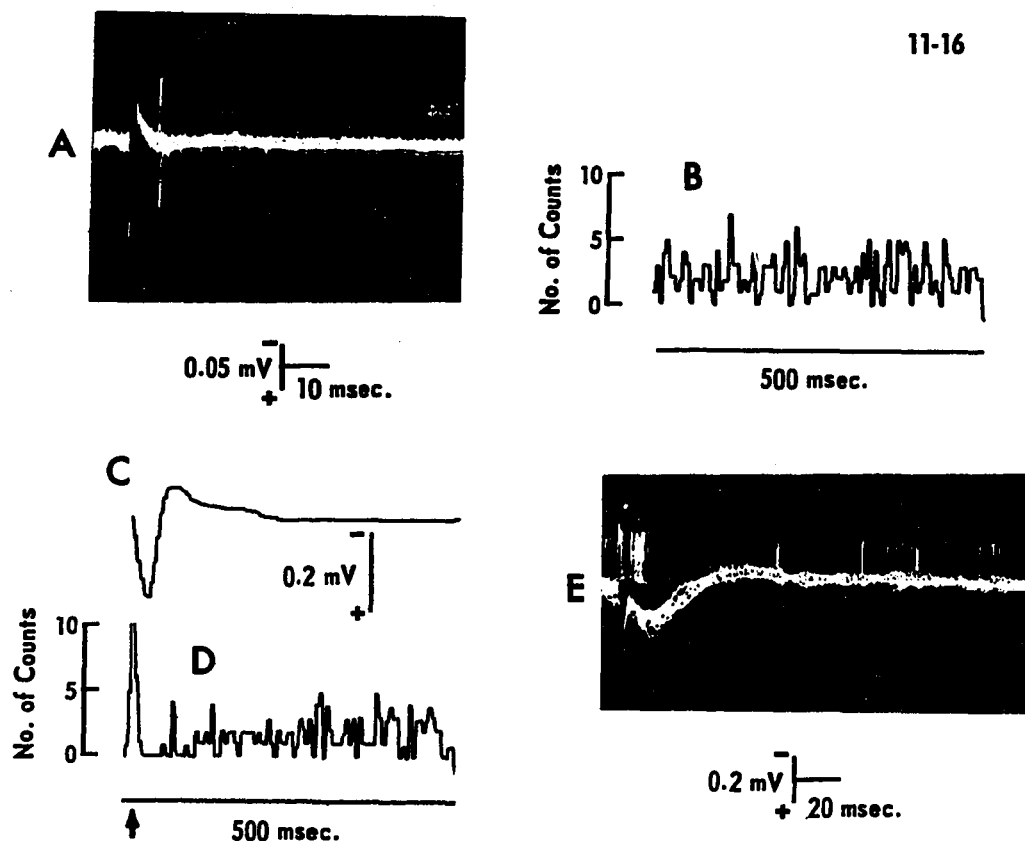 11-16
A
0.05 mV
−
+
10 msec.
B
No. of Counts
10
5
0
500 msec.
C
−
0.2 mV
+
D
No. of Counts
10
5
0
500 msec.
E
−
0.2 mV
+
20 msec.